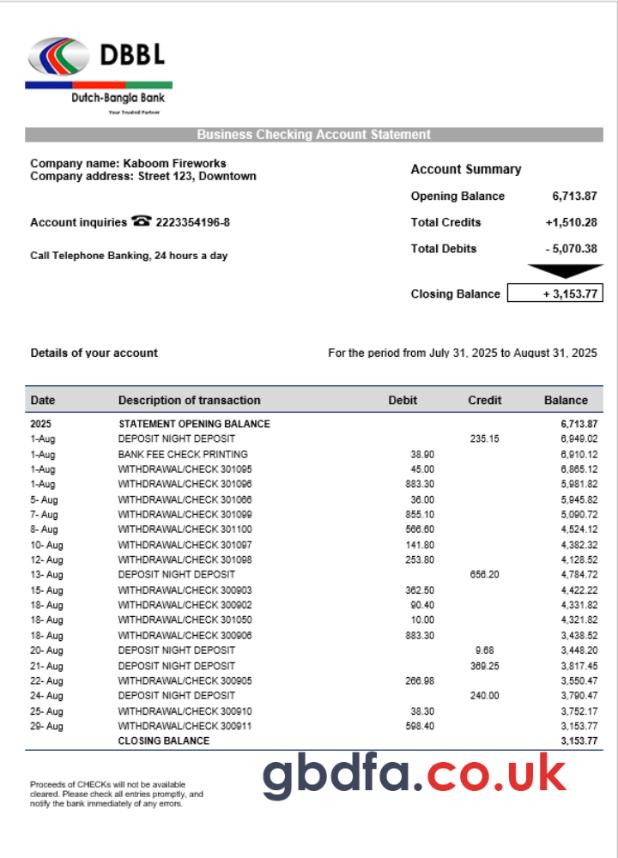 DBBL
Dutch-Bangla Bank
Your Trusted Partner
Business Checking Account Statement
Company name: Kaboom Fireworks
Company address: Street 123, Downtown
Account inquiries ☎ 2223354196-8
Call Telephone Banking, 24 hours a day
Account Summary
Opening Balance 6,713.87
Total Credits +1,510.28
Total Debits - 5,070.38
Closing Balance + 3,153.77
Details of your account For the period from July 31, 2025 to August 31, 2025
Date Description of transaction Debit Credit Balance
2025 STATEMENT OPENING BALANCE 6,713.87
1-Aug DEPOSIT NIGHT DEPOSIT 235.15 6,949.02
1-Aug BANK FEE CHECK PRINTING 38.90 6,910.12
1-Aug WITHDRAWAL/CHECK 301095 45.00 6,865.12
1-Aug WITHDRAWAL/CHECK 301096 883.30 5,981.82
5- Aug WITHDRAWAL/CHECK 301066 36.00 5,945.82
7- Aug WITHDRAWAL/CHECK 301099 855.10 5,090.72
8- Aug WITHDRAWAL/CHECK 301100 566.60 4,524.12
10- Aug WITHDRAWAL/CHECK 301097 141.80 4,382.32
12- Aug WITHDRAWAL/CHECK 301098 253.80 4,128.52
13- Aug DEPOSIT NIGHT DEPOSIT 656.20 4,784.72
15- Aug WITHDRAWAL/CHECK 300903 362.50 4,422.22
18- Aug WITHDRAWAL/CHECK 300902 90.40 4,331.82
18- Aug WITHDRAWAL/CHECK 301050 10.00 4,321.82
18- Aug WITHDRAWAL/CHECK 300906 883.30 3,438.52
20- Aug DEPOSIT NIGHT DEPOSIT 9.68 3,448.20
21- Aug DEPOSIT NIGHT DEPOSIT 369.25 3,817.45
22- Aug WITHDRAWAL/CHECK 300905 266.98 3,550.47
24- Aug DEPOSIT NIGHT DEPOSIT 240.00 3,790.47
25- Aug WITHDRAWAL/CHECK 300910 38.30 3,752.17
29- Aug WITHDRAWAL/CHECK 300911 598.40 3,153.77
CLOSING BALANCE 3,153.77
Proceeds of CHECKs will not be available
cleared. Please check all entries promptly, and
notify the bank immediately of any errors.
gbdfa.co.uk